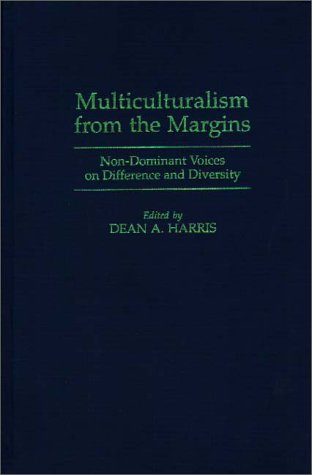 Multiculturalism
from the Margins
Non-Dominant Voices
on Difference and Diversity
Edited by
DEAN A. HARRIS